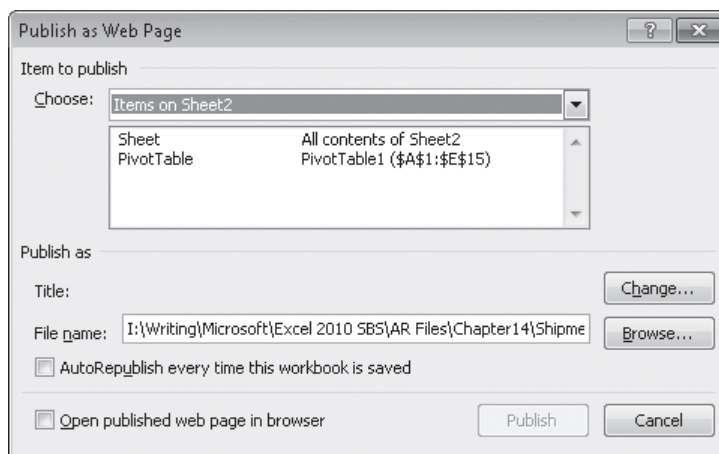 Publish as Web Page
Item to publish
Choose: Items on Sheet2
Sheet All contents of Sheet2
PivotTable PivotTable1 ($A$1:$E$15)
Publish as
Title: Change...
File name: I:\Writing\Microsoft\Excel 2010 SBS\AR Files\Chapter14\Shipme Browse...
AutoRepublish every time this workbook is saved
Open published web page in browser Publish Cancel